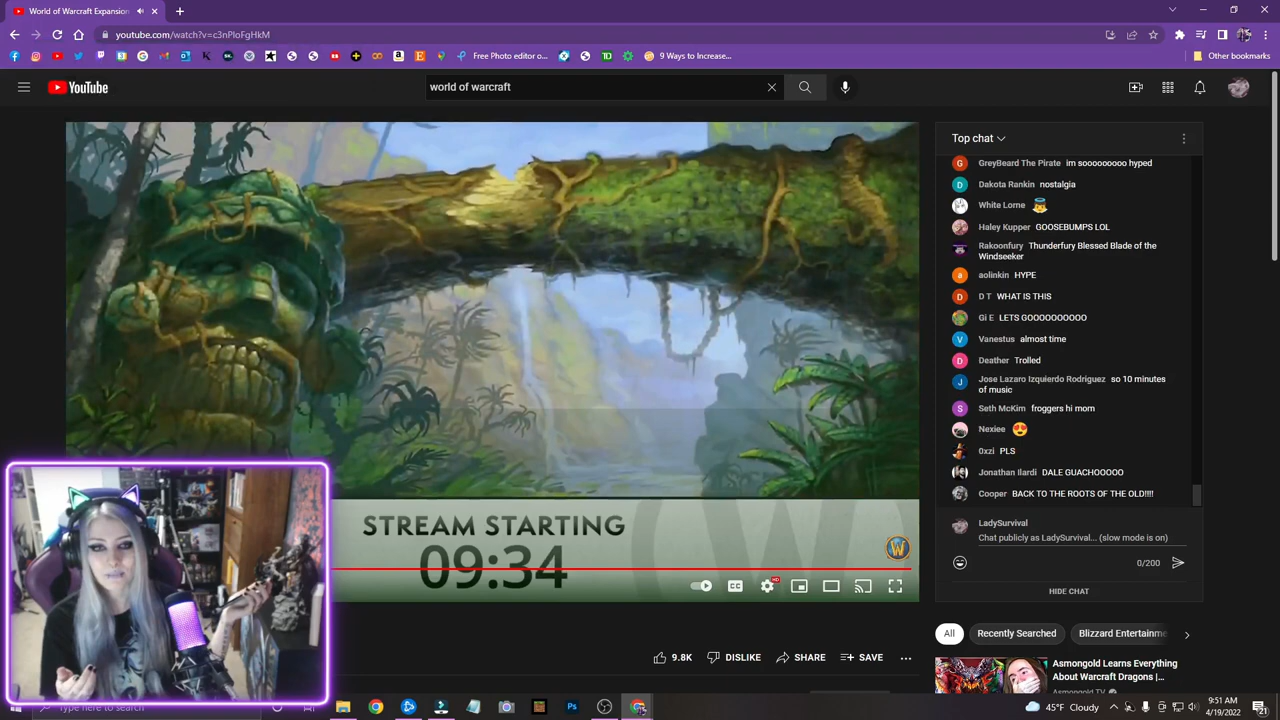 World of Warcraft Expansion
youtube.com/watch?v=c3nPloFgHkM
Free Photo editor o...
9 Ways to Increase...
Other bookmarks
YouTube
world of warcraft
Top chat
GreyBeard The Pirate im sooooooooo hyped
Dakota Rankin nostalgia
White Lorne
Haley Kupper GOOSEBUMPS LOL
Rakoonfury Thunderfury Blessed Blade of the
Windseeker
aolinkin HYPE
D T WHAT IS THIS
Gi E LETS GOOOOOOOOOO
Vanestus almost time
Deather Trolled
Jose Lazaro Izquierdo Rodriguez so 10 minutes
of music
Seth McKim froggers hi mom
Nexiee
0xzi PLS
Jonathan Ilardi DALE GUACHOOOOO
Cooper BACK TO THE ROOTS OF THE OLD!!!!
LadySurvival
Chat publicly as LadySurvival... (slow mode is on)
0/200
HIDE CHAT
STREAM STARTING
09:34
CC
HD
9.8K
DISLIKE
SHARE
SAVE
All
Recently Searched
Blizzard Entertainme
Asmongold Learns Everything
About Warcraft Dragons |...
Asmongold TV
Type here to search
45°F Cloudy
9:51 AM
4/19/2022